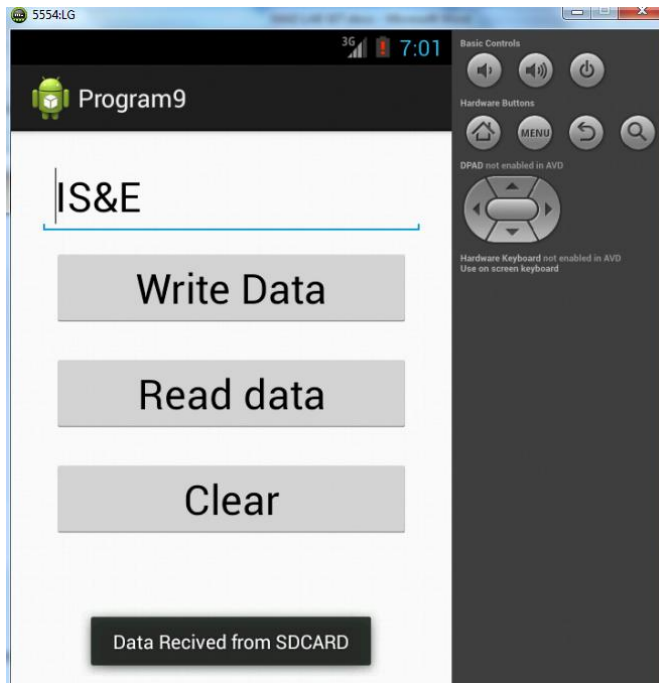 5554:LG
3G 7:01
Program9
IS&E
Write Data
Read data
Clear
Data Recived from SDCARD
Basic Controls
Hardware Buttons
MENU
DPAD not enabled in AVD
Hardware Keyboard not enabled in AVD
Use on screen keyboard